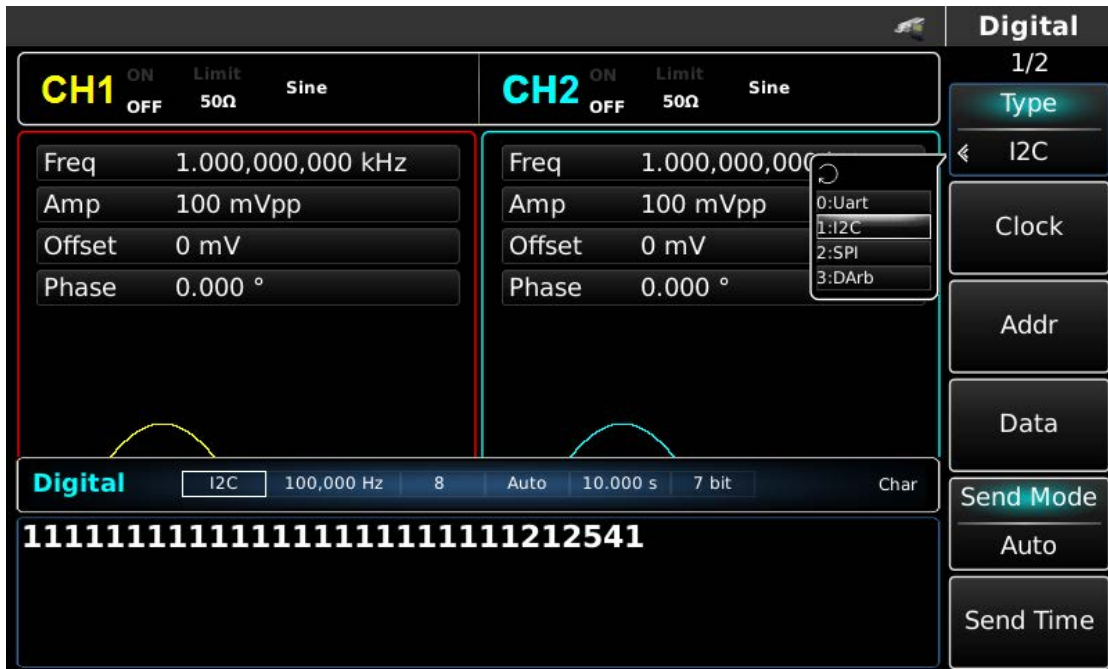 Digital
1/2
CH1 ON OFF Limit 50Ω Sine
CH2 ON OFF Limit 50Ω Sine
Type
I2C
Freq 1.000,000,000 kHz
Amp 100 mVpp
Offset 0 mV
Phase 0.000 °
Freq 1.000,000,000
Amp 100 mVpp
Offset 0 mV
Phase 0.000 °
0:Uart
1:I2C
2:SPI
3:DArb
Clock
Addr
Data
Send Mode
Auto
Send Time
Digital I2C 100,000 Hz 8 Auto 10.000 s 7 bit Char
111111111111111111111111212541